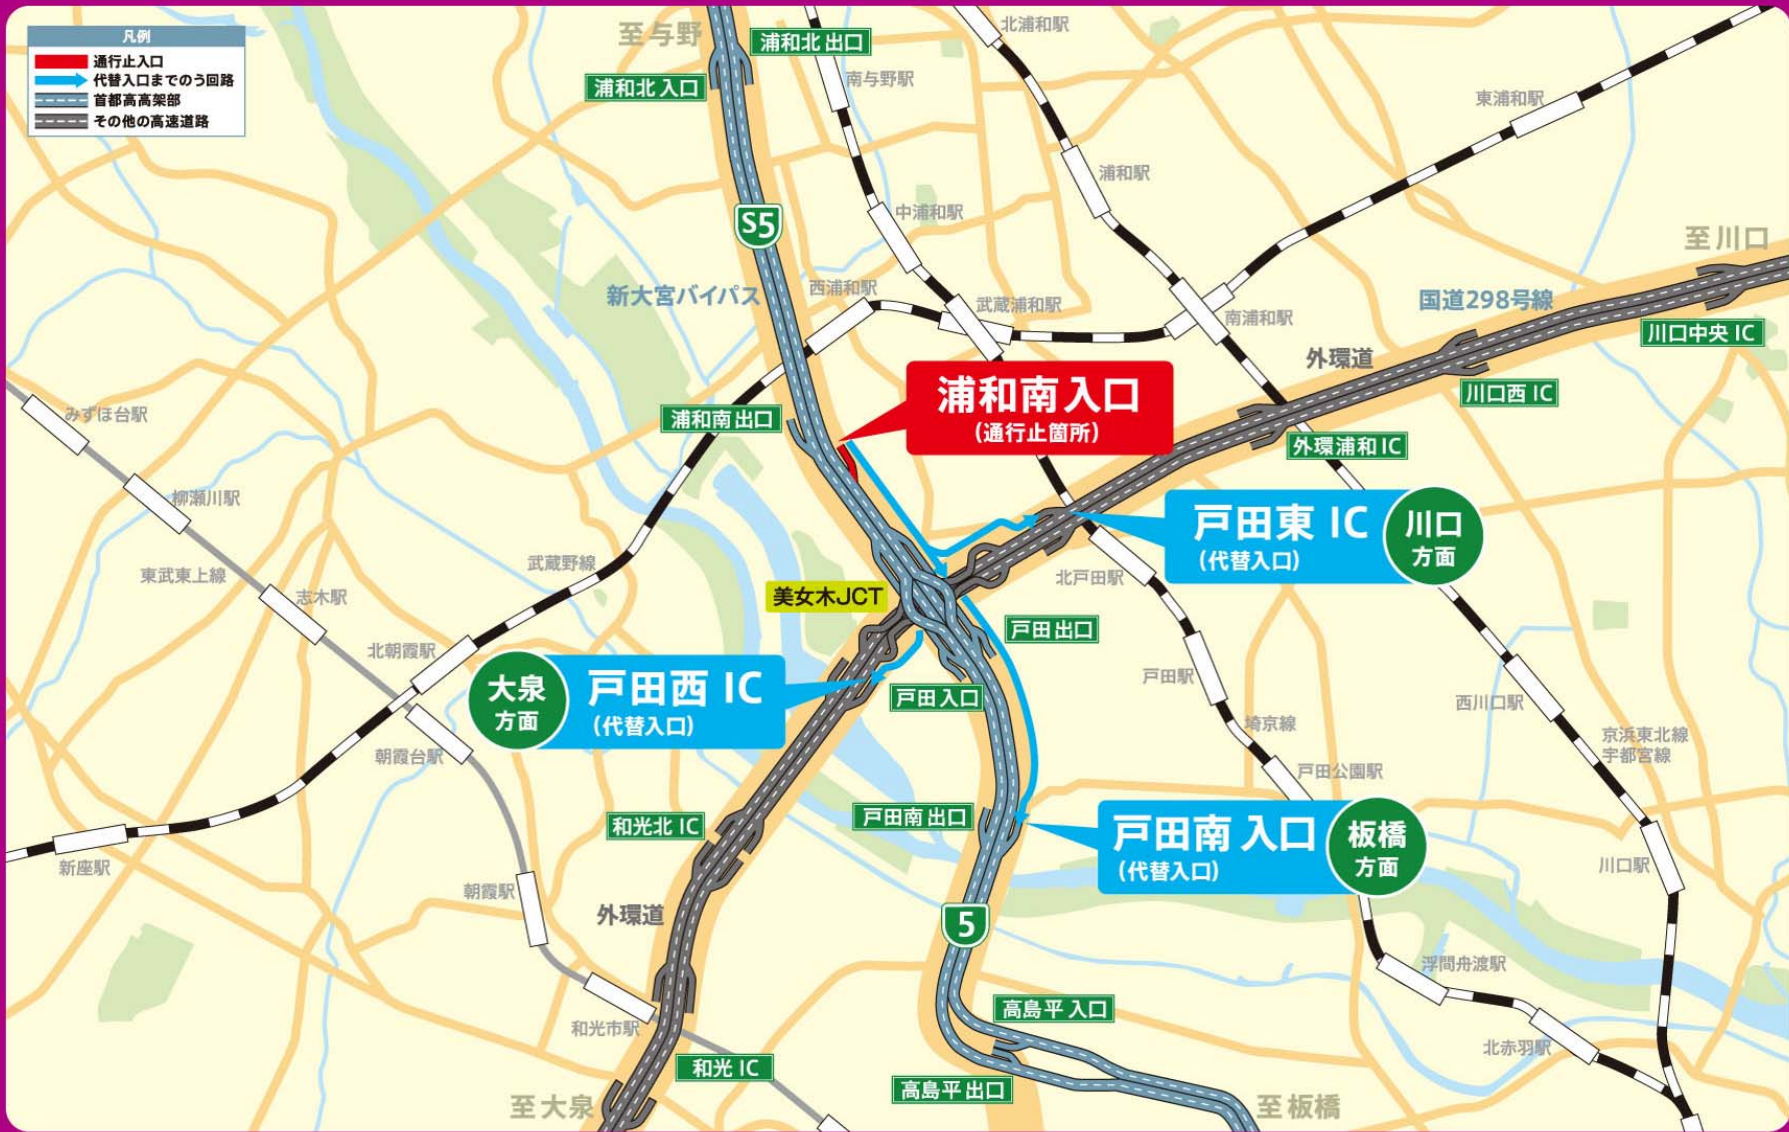 凡例
通行止入口
代替入口までのう回路
首都高高架部
その他の高速道路
至与野
浦和北 出口
北浦和駅
浦和北 入口
南与野駅
東浦和駅
浦和駅
中浦和駅
S5
至川口
新大宮バイパス
西浦和駅
武蔵浦和駅
南浦和駅
国道298号線
川口中央 IC
外環道
川口西 IC
みずほ台駅
浦和南 出口
浦和南 入口
(通行止箇所)
外環浦和 IC
柳瀬川駅
戸田東 IC
(代替入口)
川口
方面
東武東上線
武蔵野線
志木駅
美女木JCT
北戸田駅
戸田 出口
北朝霞駅
大泉
方面
戸田西 IC
(代替入口)
戸田 入口
戸田駅
西川口駅
朝霞台駅
埼京線
京浜東北線
宇都宮線
戸田公園駅
和光北 IC
戸田南 出口
戸田南 入口
(代替入口)
板橋
方面
新座駅
川口駅
朝霞駅
外環道
5
浮間舟渡駅
和光市駅
高島平 入口
北赤羽駅
和光 IC
高島平 出口
至大泉
至板橋